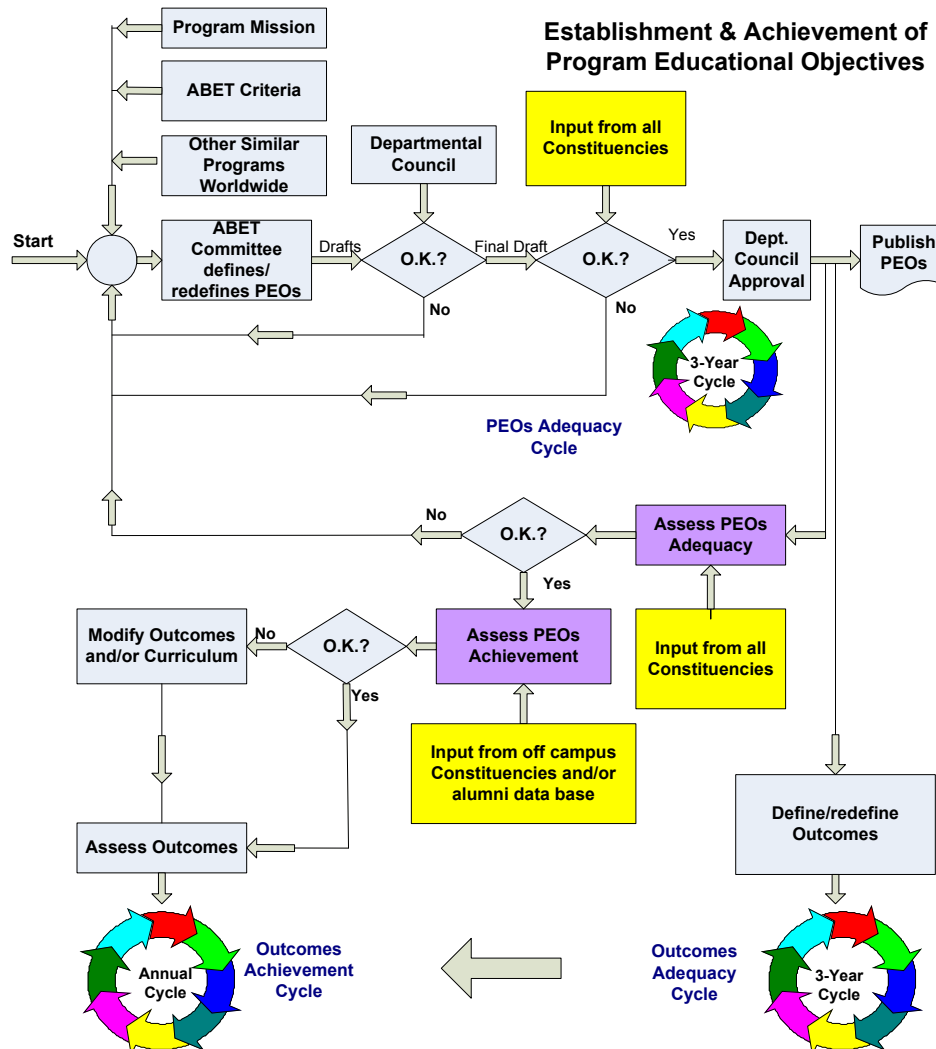 Program Mission
Establishment & Achievement of
Program Educational Objectives
ABET Criteria
Other Similar
Programs
Worldwide
Departmental
Council
Input from all
Constituencies
Start
ABET
Committee
defines/
redefines PEOs
Drafts
O.K.?
Final Draft
O.K.?
Yes
Dept.
Council
Approval
Publish
PEOs
No
No
3-Year
Cycle
PEOs Adequacy
Cycle
No
O.K.?
Assess PEOs
Adequacy
Yes
Modify Outcomes
and/or Curriculum
No
O.K.?
Assess PEOs
Achievement
Input from all
Constituencies
Yes
Input from off campus
Constituencies and/or
alumni data base
Define/redefine
Outcomes
Assess Outcomes
Annual
Cycle
Outcomes
Achievement
Cycle
Outcomes
Adequacy
Cycle
3-Year
Cycle